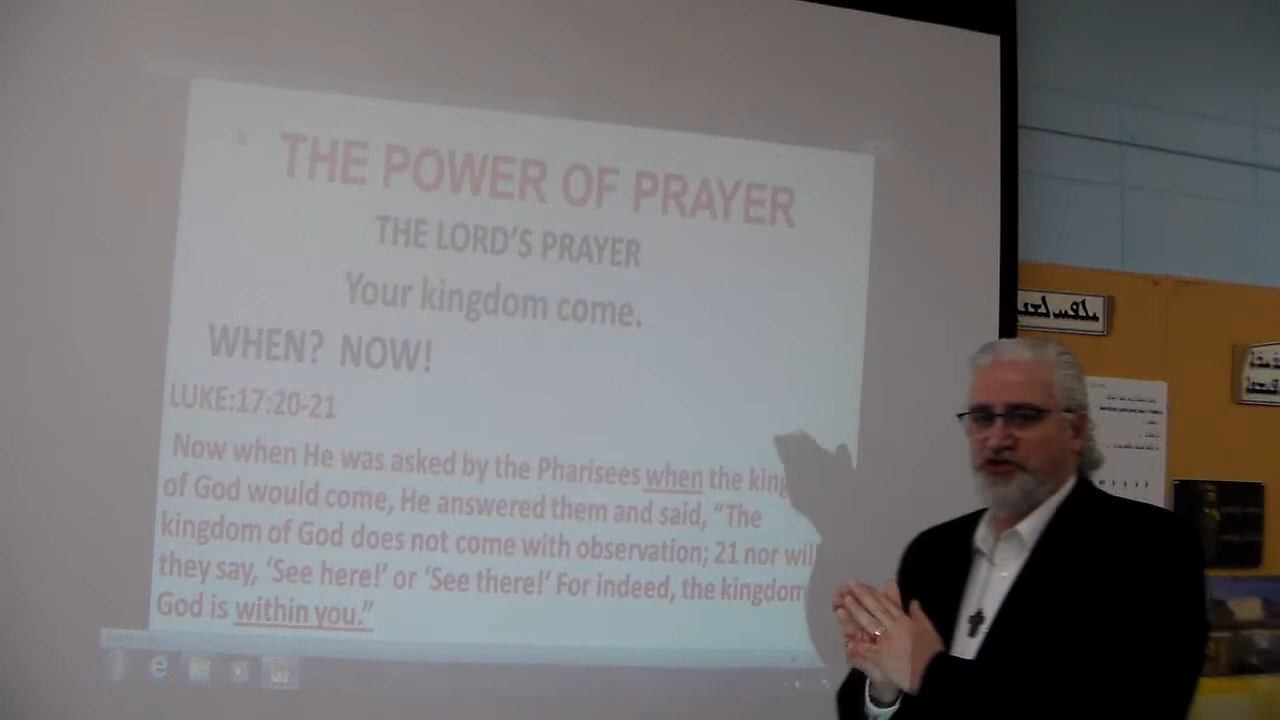 THE POWER OF PRAYER
THE LORD'S PRAYER
Your kingdom come.
WHEN? NOW!
LUKE:17:20-21
Now when He was asked by the Pharisees when the king
of God would come, He answered them and said, “The
kingdom of God does not come with observation; 21 nor wil
they say, ‘See here!’ or ‘See there!’ For indeed, the kingdom
God is within you.”